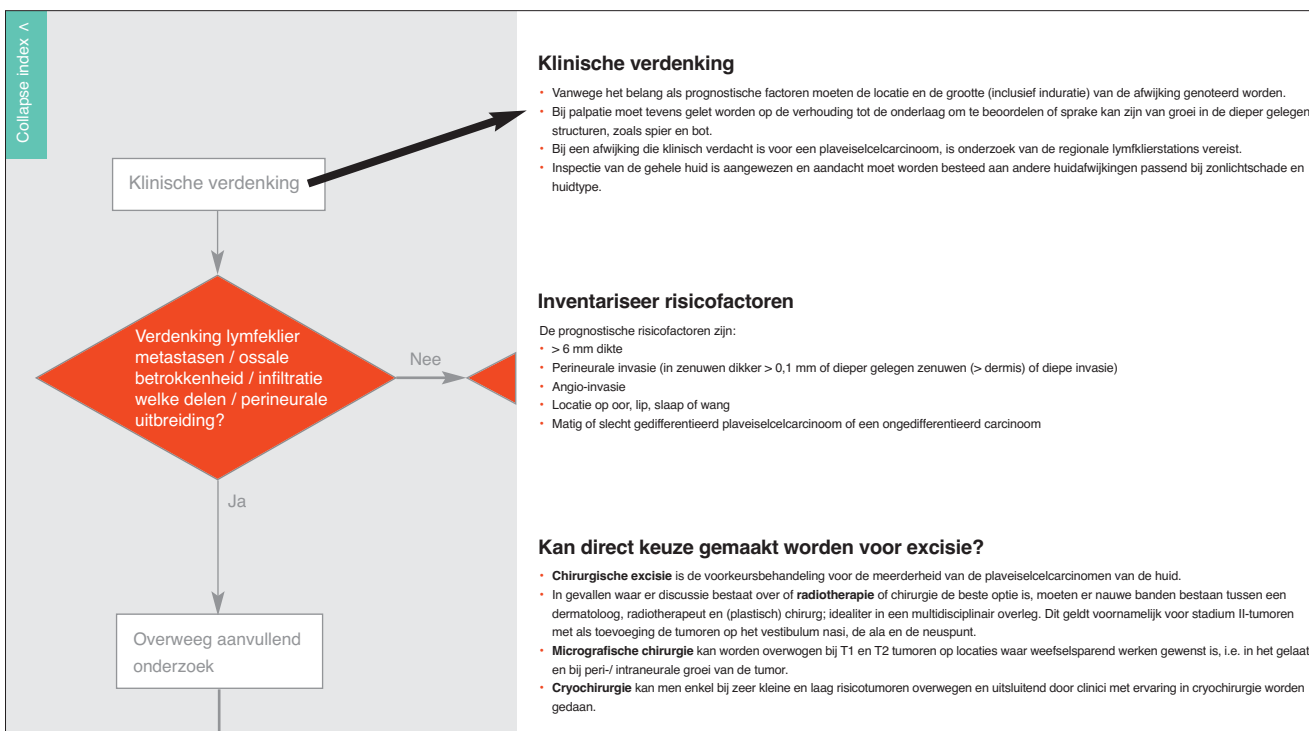 Collapse index <
Klinische verdenking
Verdenking lymfeklier
metastasen / ossale
betrokkenheid / infiltratie
welke delen / perineurale
uitbreiding?
Nee
Ja
Overweeg aanvullend
onderzoek
Klinische verdenking
• Vanwege het belang als prognostische factoren moeten de locatie en de grootte (inclusief induratie) van de afwijking genoteerd worden.
• Bij palpatie moet tevens gelet worden op de verhouding tot de onderlaag om te beoordelen of sprake kan zijn van groei in de dieper gelegen
structuren, zoals spier en bot.
• Bij een afwijking die klinisch verdacht is voor een plaveiselcelcarcinoom, is onderzoek van de regionale lymfklierstations vereist.
• Inspectie van de gehele huid is aangewezen en aandacht moet worden besteed aan andere huidafwijkingen passend bij zonlichtschade en
huidtype.
Inventariseer risicofactoren
De prognostische risicofactoren zijn:
• > 6 mm dikte
• Perineurale invasie (in zenuwen dikker > 0,1 mm of dieper gelegen zenuwen (> dermis) of diepe invasie)
• Angio-invasie
• Locatie op oor, lip, slaap of wang
• Matig of slecht gedifferentieerd plaveiselcelcarcinoom of een ongedifferentieerd carcinoom
Kan direct keuze gemaakt worden voor excisie?
• Chirurgische excisie is de voorkeursbehandeling voor de meerderheid van de plaveiselcelcarcinomen van de huid.
• In gevallen waar er discussie bestaat over of radiotherapie of chirurgie de beste optie is, moeten er nauwe banden bestaan tussen een
dermatoloog, radiotherapeut en (plastisch) chirurg; idealiter in een multidisciplinair overleg. Dit geldt voornamelijk voor stadium II-tumoren
met als toevoeging de tumoren op het vestibulum nasi, de ala en de neuspunt.
• Micrografische chirurgie kan worden overwogen bij T1 en T2 tumoren op locaties waar weefselsparend werken gewenst is, i.e. in het gelaat
en bij peri-/ intraneurale groei van de tumor.
• Cryochirurgie kan men enkel bij zeer kleine en laag risicotumoren overwegen en uitsluitend door clinici met ervaring in cryochirurgie worden
gedaan.